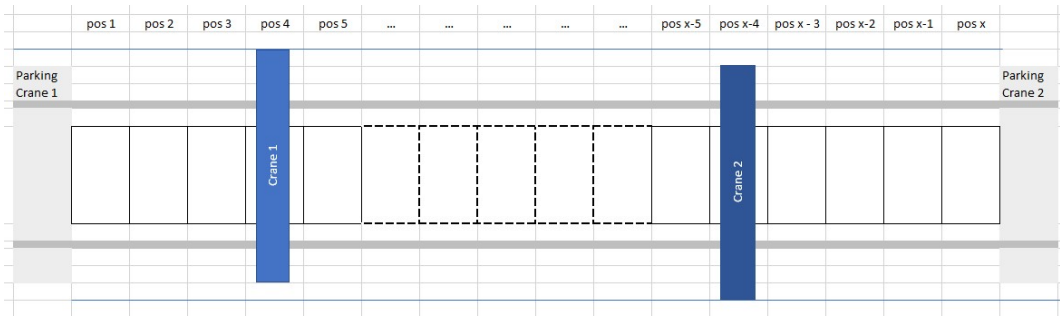 pos 1 pos 2 pos 3 pos 4 pos 5 ... ... ... ... ... pos x-5 pos x-4 pos x - 3 pos x-2 pos x-1 pos x
Parking
Crane 1
Crane 1
Crane 2
Parking
Crane 2